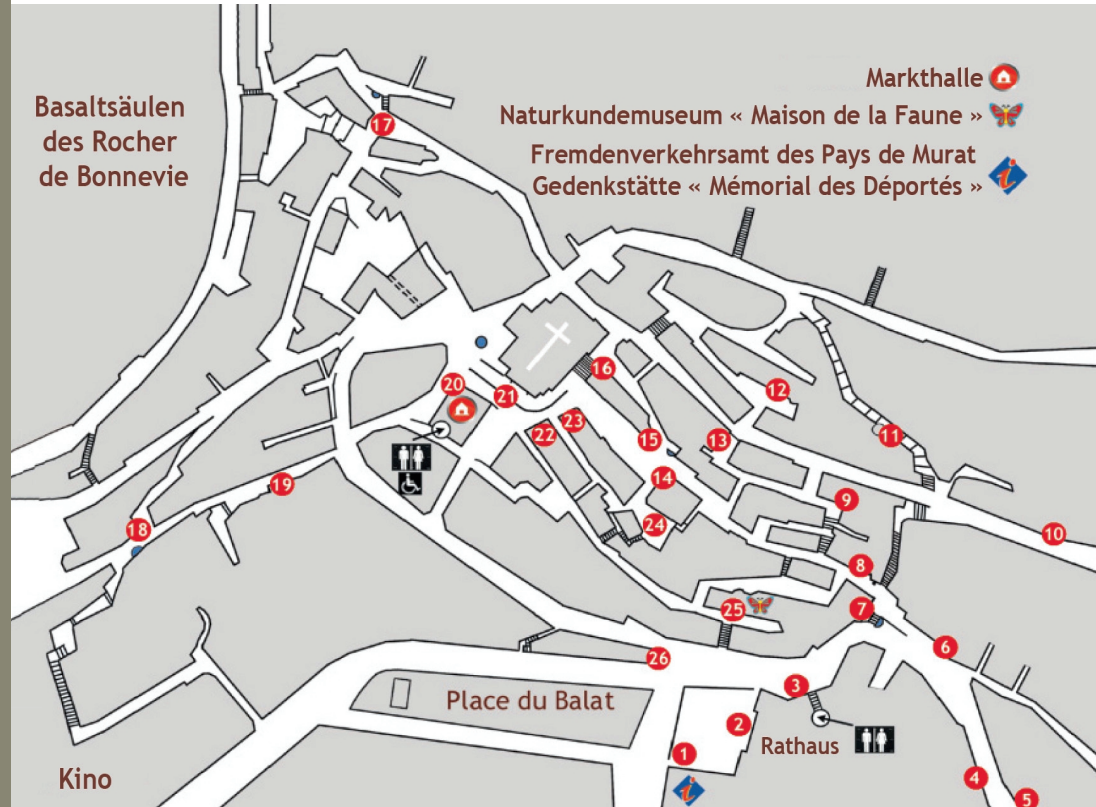 Basaltsäulen
des Rocher
de Bonnevie
Markthalle
Naturkundemuseum « Maison de la Faune »
Fremdenverkehrsamt des Pays de Murat
Gedenkstätte « Mémorial des Déportés »
i
17
16
20
21
12
22
23
15
13
11
14
19
9
18
24
10
8
25
7
6
26
3
Place du Balat
2
Rathaus
1
i
Kino
4
5